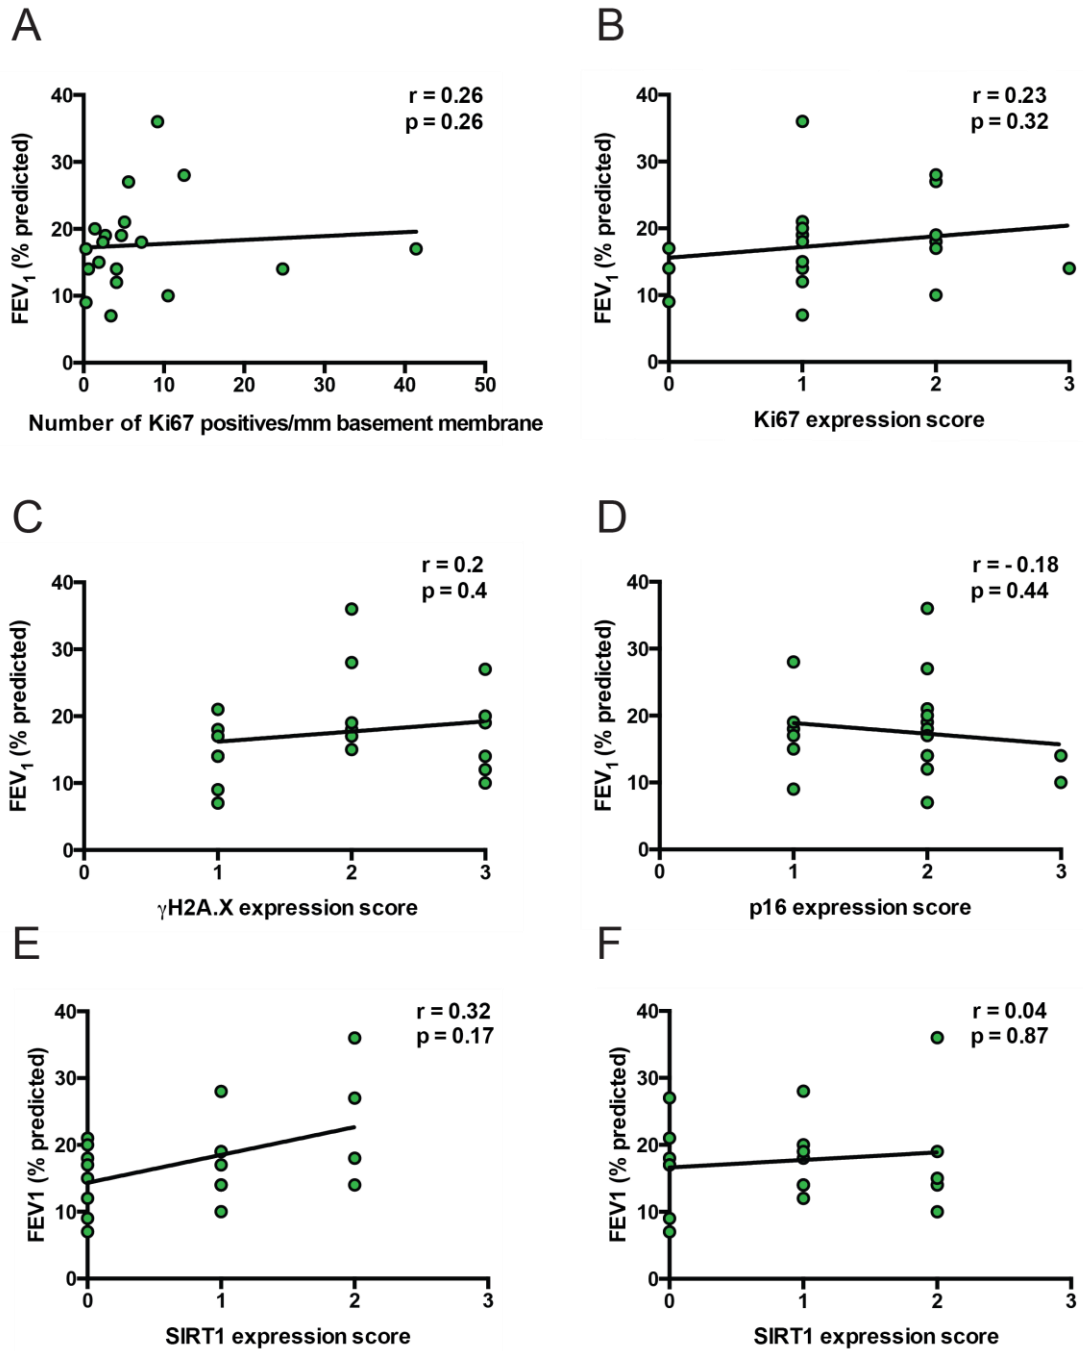 A
B
r = 0.26
p = 0.26
r = 0.23
p = 0.32
FEV1 (% predicted)
40
30
20
10
0
0 10 20 30 40 50
Number of Ki67 positives/mm basement membrane
FEV1 (% predicted)
40
30
20
10
0
0 1 2 3
Ki67 expression score
C
D
r = 0.2
p = 0.4
r = - 0.18
p = 0.44
FEV1 (% predicted)
40
30
20
10
0
0 1 2 3
γH2A.X expression score
FEV1 (% predicted)
40
30
20
10
0
0 1 2 3
p16 expression score
E
F
r = 0.32
p = 0.17
r = 0.04
p = 0.87
FEV1 (% predicted)
40
30
20
10
0
0 1 2 3
SIRT1 expression score
FEV1 (% predicted)
40
30
20
10
0
0 1 2 3
SIRT1 expression score